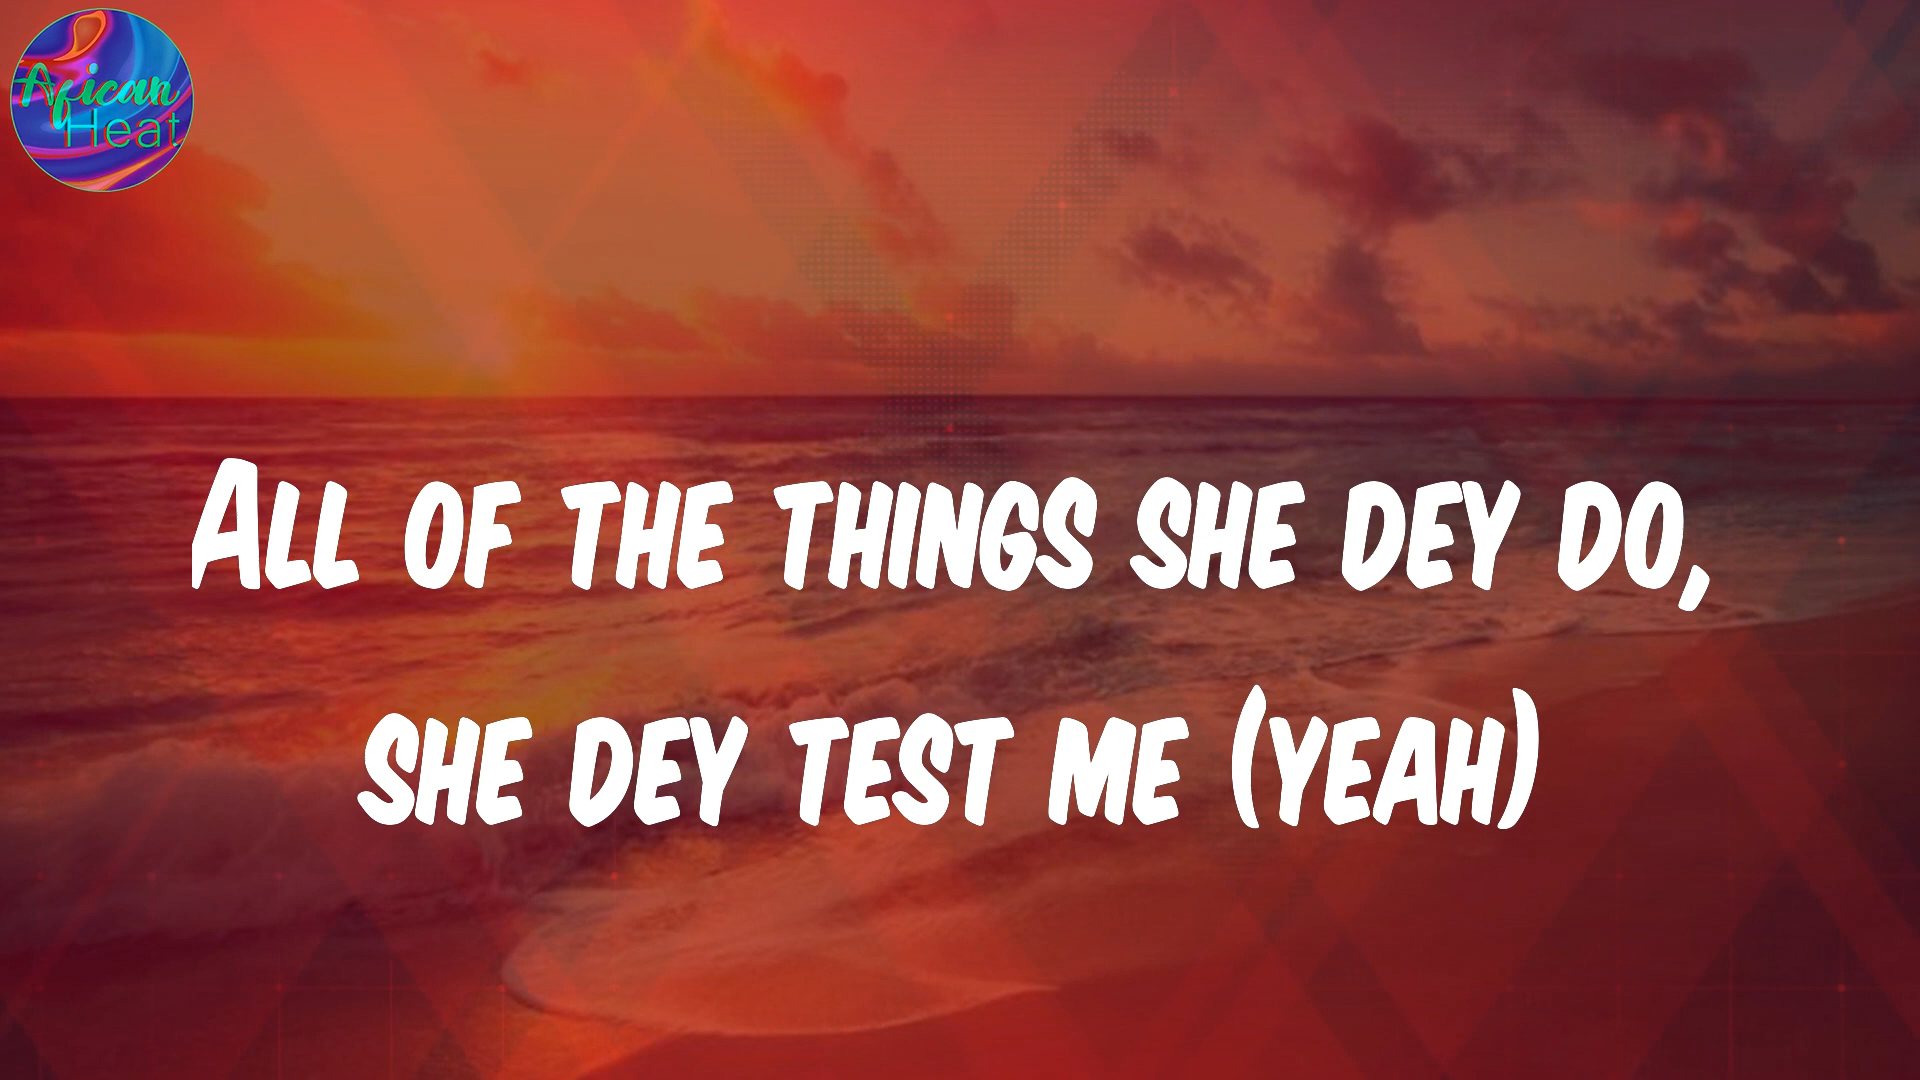 Afican
Heat
All of the things she dey do,
she dey test me (yeah)